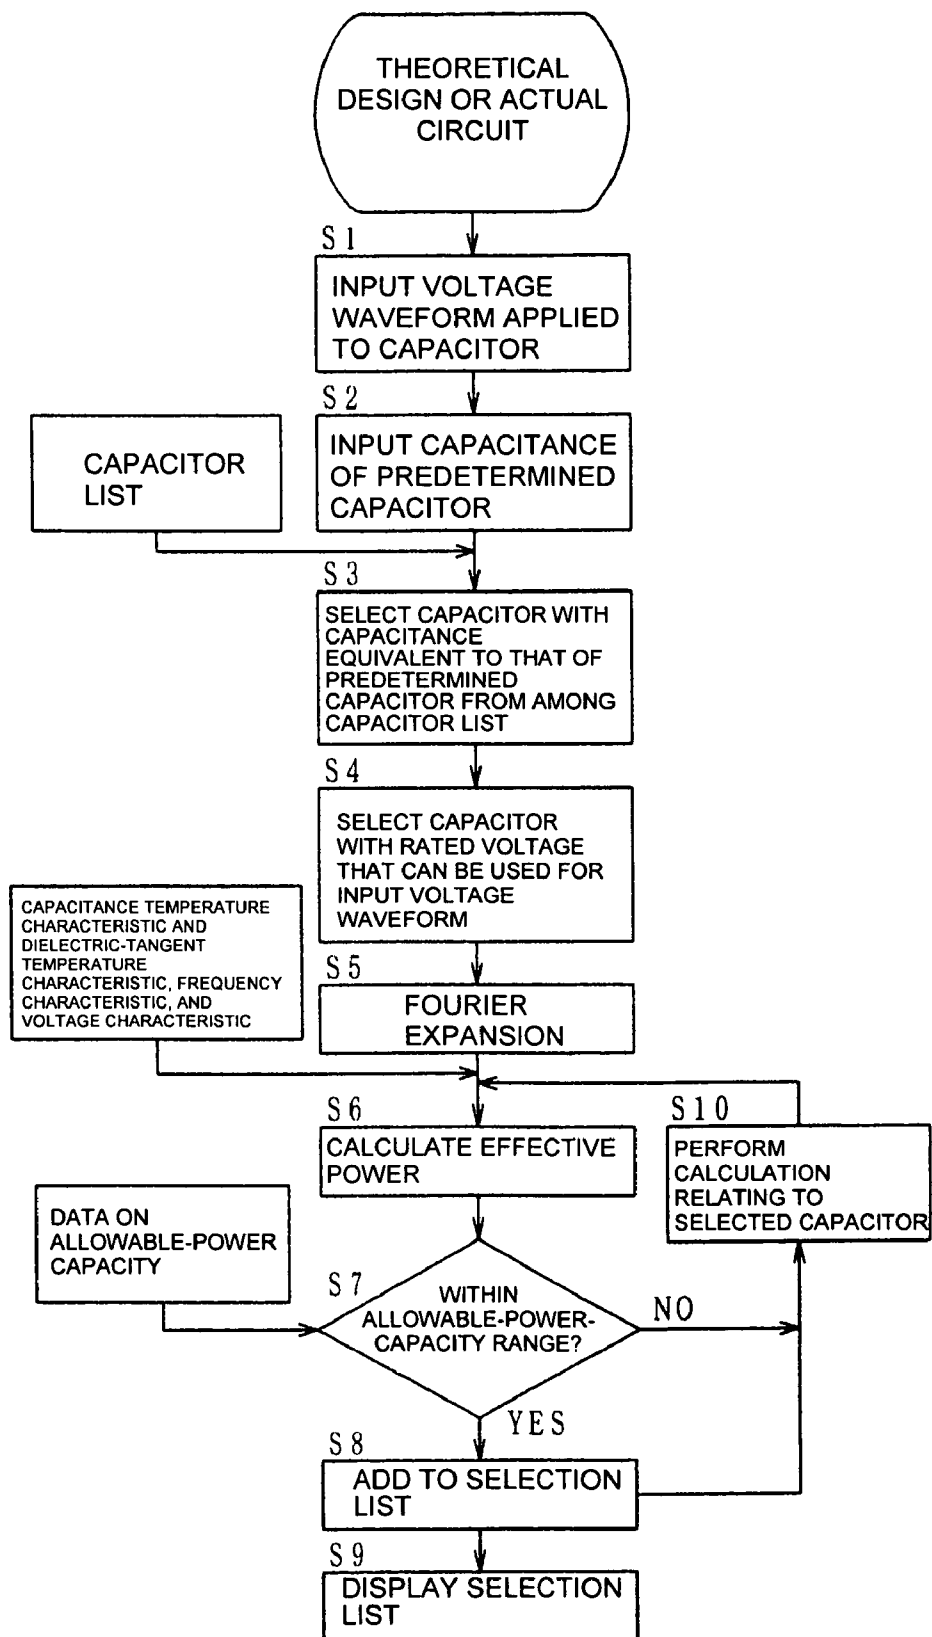 THEORETICAL
DESIGN OR ACTUAL
CIRCUIT
S1
INPUT VOLTAGE
WAVEFORM APPLIED
TO CAPACITOR
S2
INPUT CAPACITANCE
OF PREDETERMINED
CAPACITOR
CAPACITOR
LIST
S3
SELECT CAPACITOR WITH
CAPACITANCE
EQUIVALENT TO THAT OF
PREDETERMINED
CAPACITOR FROM AMONG
CAPACITOR LIST
S4
SELECT CAPACITOR
WITH RATED VOLTAGE
THAT CAN BE USED FOR
INPUT VOLTAGE
WAVEFORM
CAPACITANCE TEMPERATURE
CHARACTERISTIC AND
DIELECTRIC-TANGENT
TEMPERATURE
CHARACTERISTIC, FREQUENCY
CHARACTERISTIC, AND
VOLTAGE CHARACTERISTIC
S5
FOURIER
EXPANSION
S6
CALCULATE EFFECTIVE
POWER
S10
PERFORM
CALCULATION
RELATING TO
SELECTED CAPACITOR
DATA ON
ALLOWABLE-POWER
CAPACITY
S7
WITHIN
ALLOWABLE-POWER-
CAPACITY RANGE?
NO
YES
S8
ADD TO SELECTION
LIST
S9
DISPLAY SELECTION
LIST